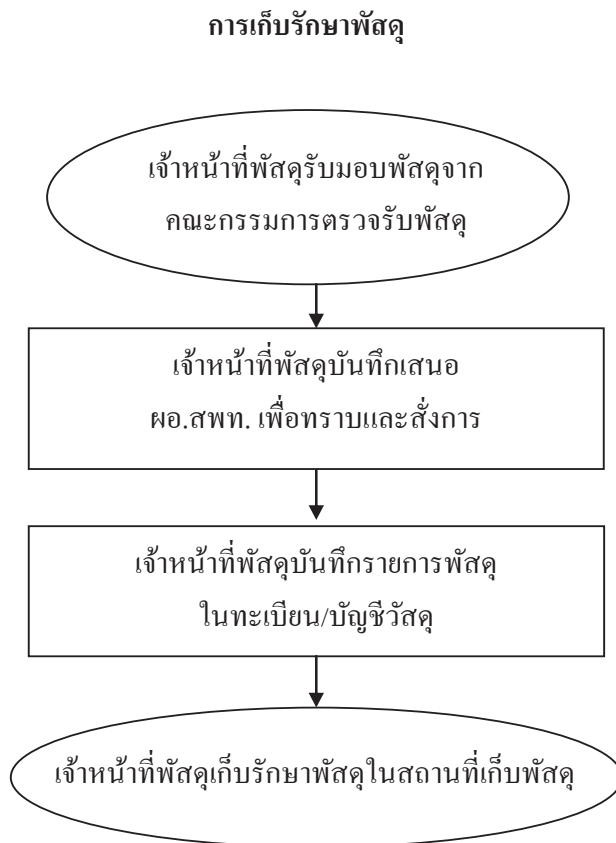 การเก็บรักษาพัสดุ
เจ้าหน้าที่พัสดุรับมอบพัสดุจาก
คณะกรรมการตรวจรับพัสดุ
เจ้าหน้าที่พัสดุบันทึกเสนอ
ผอ.สพท. เพื่อทราบและสั่งการ
เจ้าหน้าที่พัสดุบันทึกรายการพัสดุ
ในทะเบียน/บัญชีวัสดุ
เจ้าหน้าที่พัสดุเก็บรักษาพัสดุในสถานที่เก็บพัสดุ